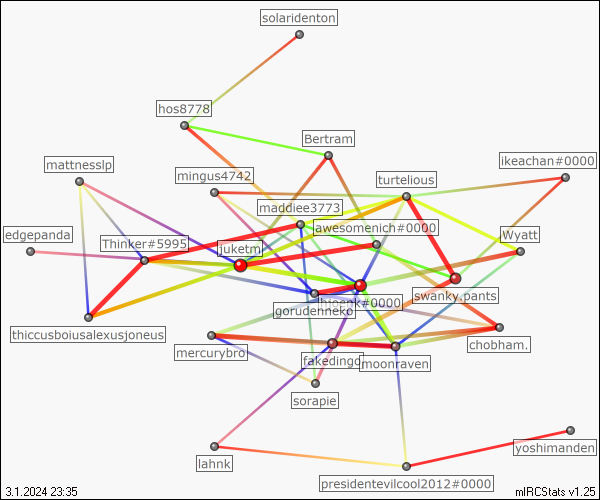 solaridenton
hos8778
Bertram
mattnesslp
mingus4742
turtelious
ikeachan#0000
maddiee3773
awesomenich#0000
edgepanda
Thinker#5995
juketm
Wyatt
swanky.pants
gorudenneko
#0000
thiccusboiusalexusjoneus
mercurybro
fakedingo
moonraven
chobham.
sorapie
lahnk
yoshimanden
presidentevilcool2012#0000
3.1.2024 23:35
mIRCStats v1.25